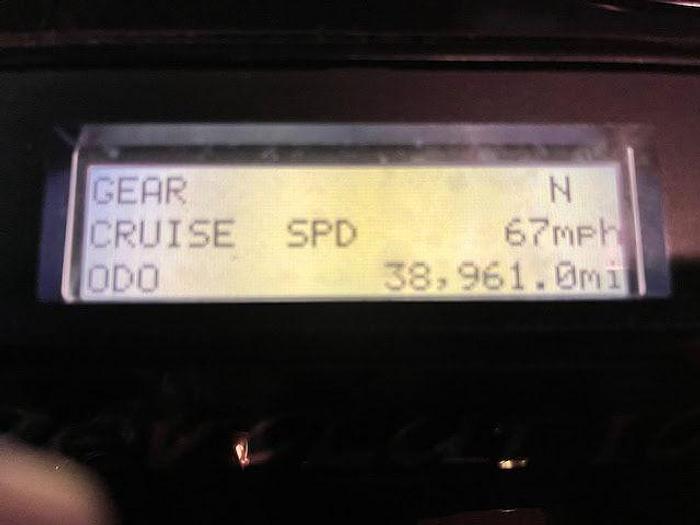 GEAR N
CRUISE SPD 67mph
ODO 38,961.0mi